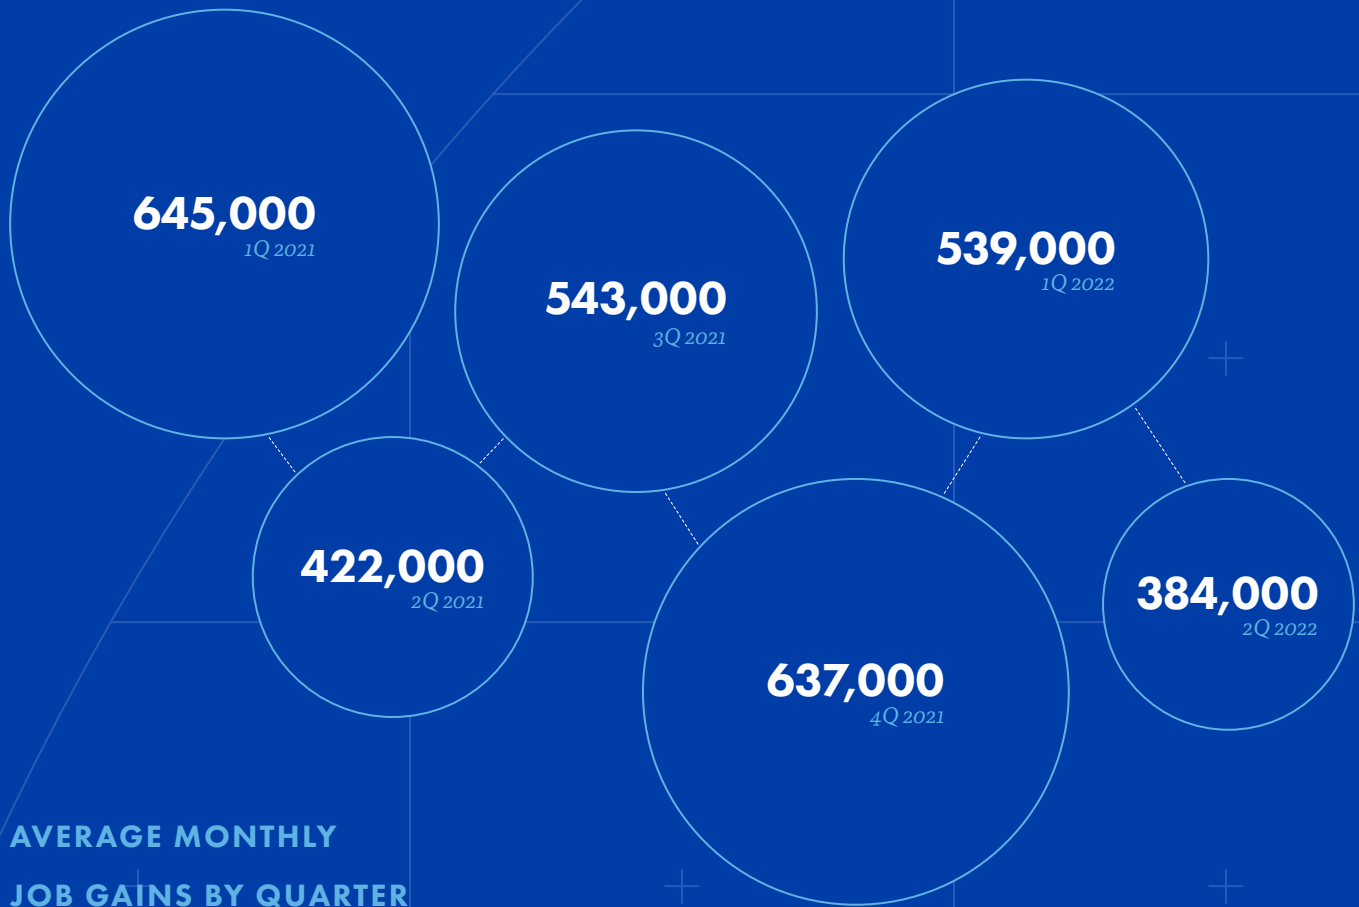 645,000
1Q 2021
422,000
2Q 2021
543,000
3Q 2021
637,000
4Q 2021
539,000
1Q 2022
384,000
2Q 2022
AVERAGE MONTHLY
JOB GAINS BY QUARTER